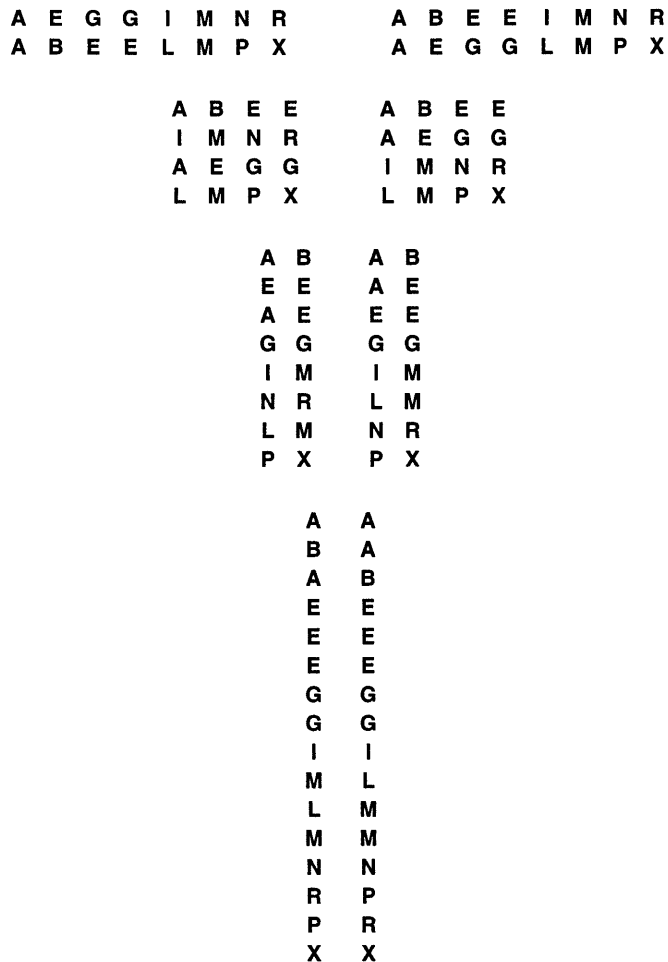 A E G G I M N R A B E E I M N R
A B E E L M P X A E G G L M P X
A B E E A B E E
I M N R A E G G
A E G G I M N R
L M P X L M P X
A B A B
E E A E
A E E E
G G G G
I M I M
N R L M
L M N R
P X P X
A A
B A
A B
E E
E E
E E
G G
G G
I I
M L
L M
M M
N N
R P
P R
X X